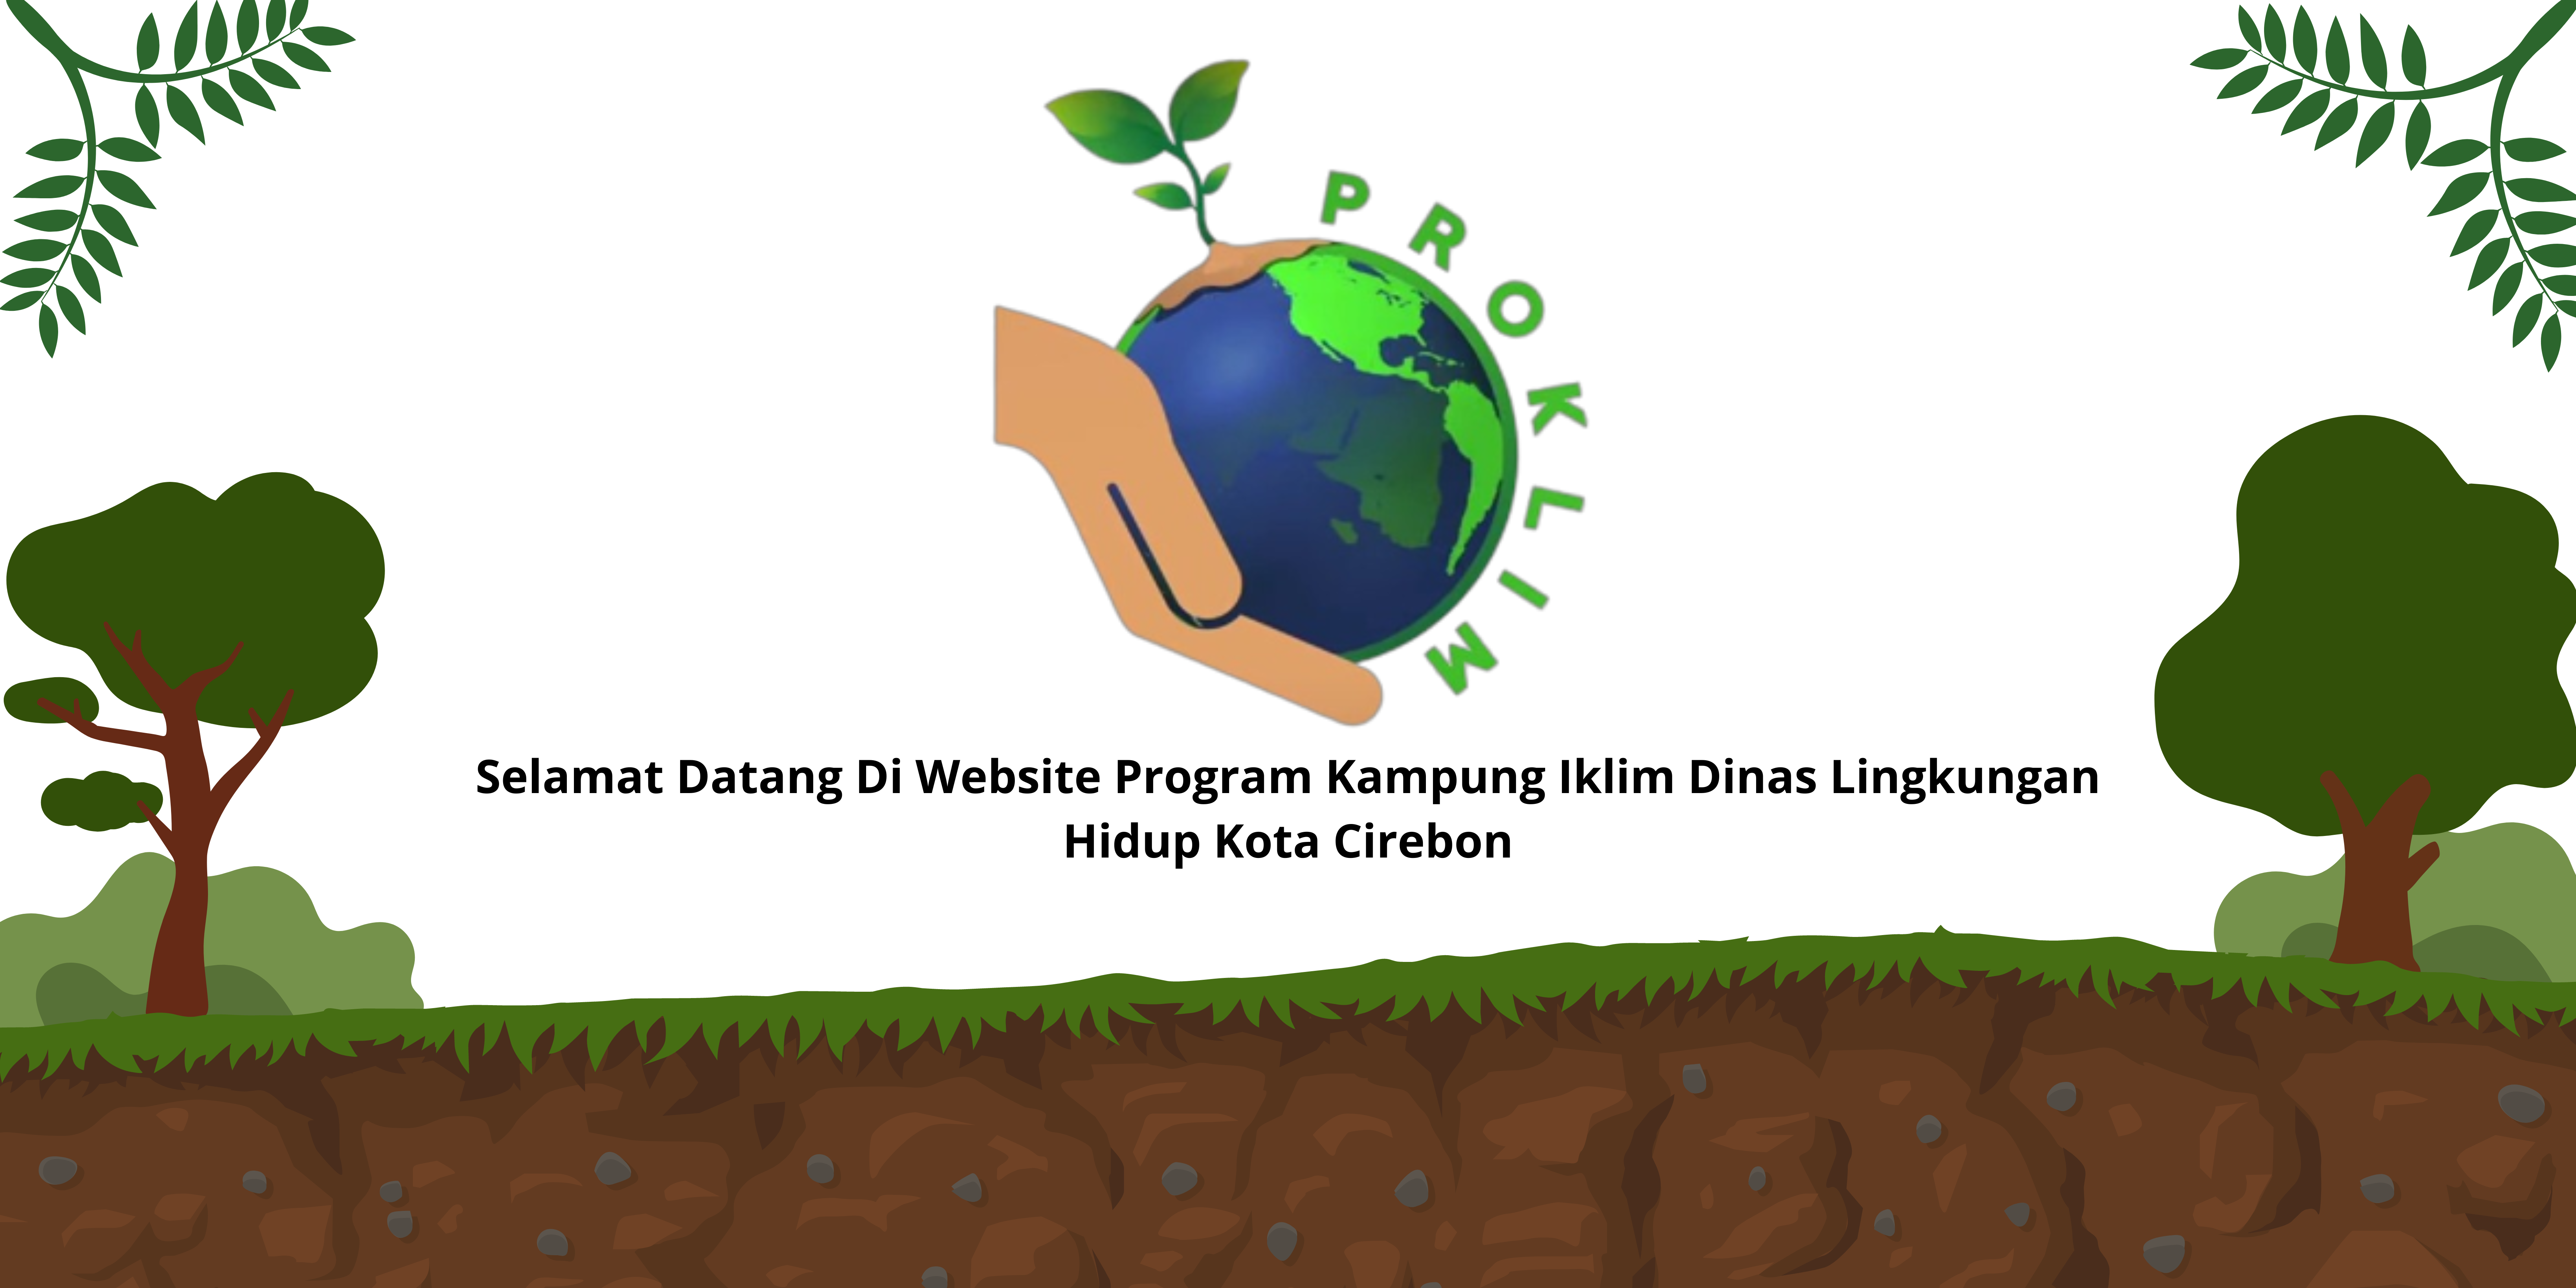 PROKLIM
Selamat Datang Di Website Program Kampung Iklim Dinas Lingkungan
Hidup Kota Cirebon